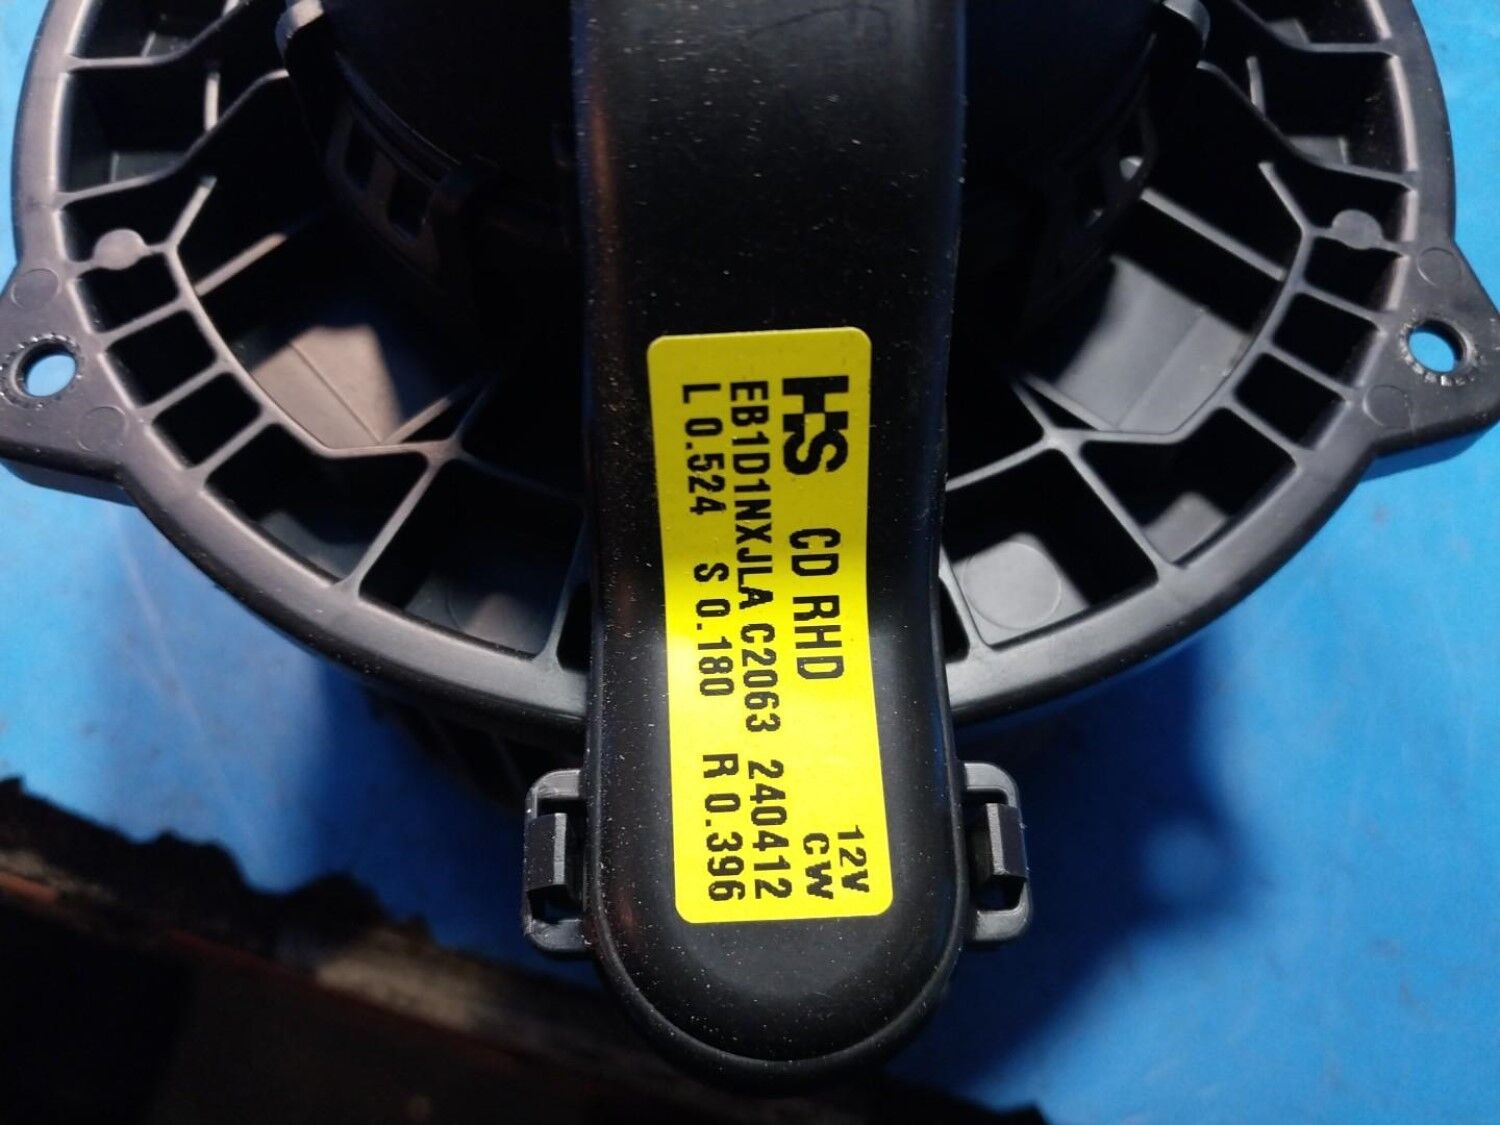 HS CD RHD 12V
CW
EB1D1NXJLA C2063 240412
L 0.524 S 0.180 R 0.396